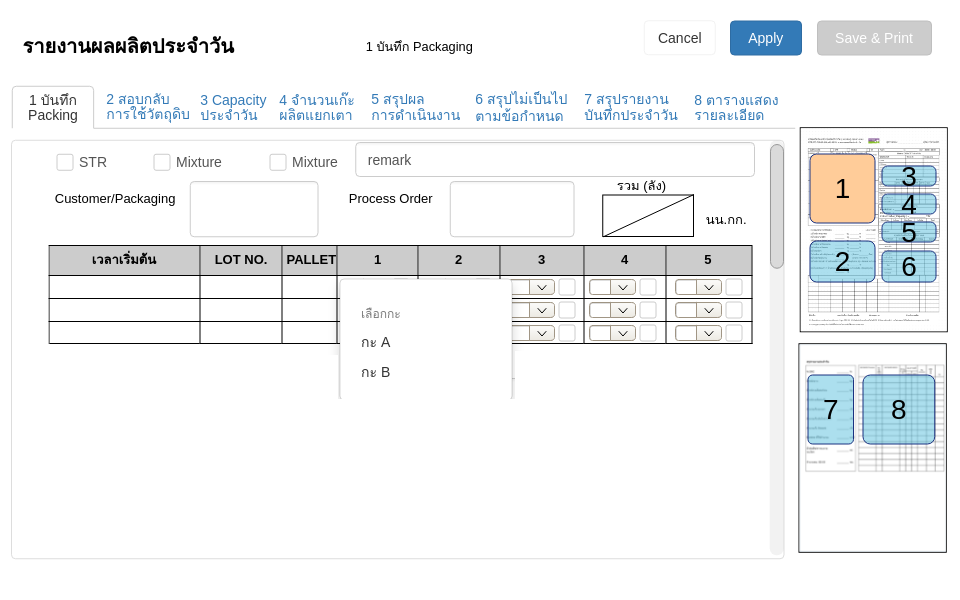 รายงานผลผลิตประจำวัน
1 บันทึก Packaging
Cancel
Apply
Save & Print
1 บันทึก
Packing
2 สอบกลับ
การใช้วัตถุดิบ
3 Capacity
ประจำวัน
4 จำนวนเก๊ะ
ผลิตแยกเตา
5 สรุปผล
การดำเนินงาน
6 สรุปไม่เป็นไป
ตามข้อกำหนด
7 สรุปรายงาน
บันทึกประจำวัน
8 ตารางแสดง
รายละเอียด
STR
Mixture
Mixture
remark
Customer/Packaging
Process Order
รวม (ลัง)
นน.กก.
เวลาเริ่มต้น LOT NO. PALLET 1 2 3 4 5
เลือกกะ
กะ A
กะ B
1
2
3
4
5
6
7
8